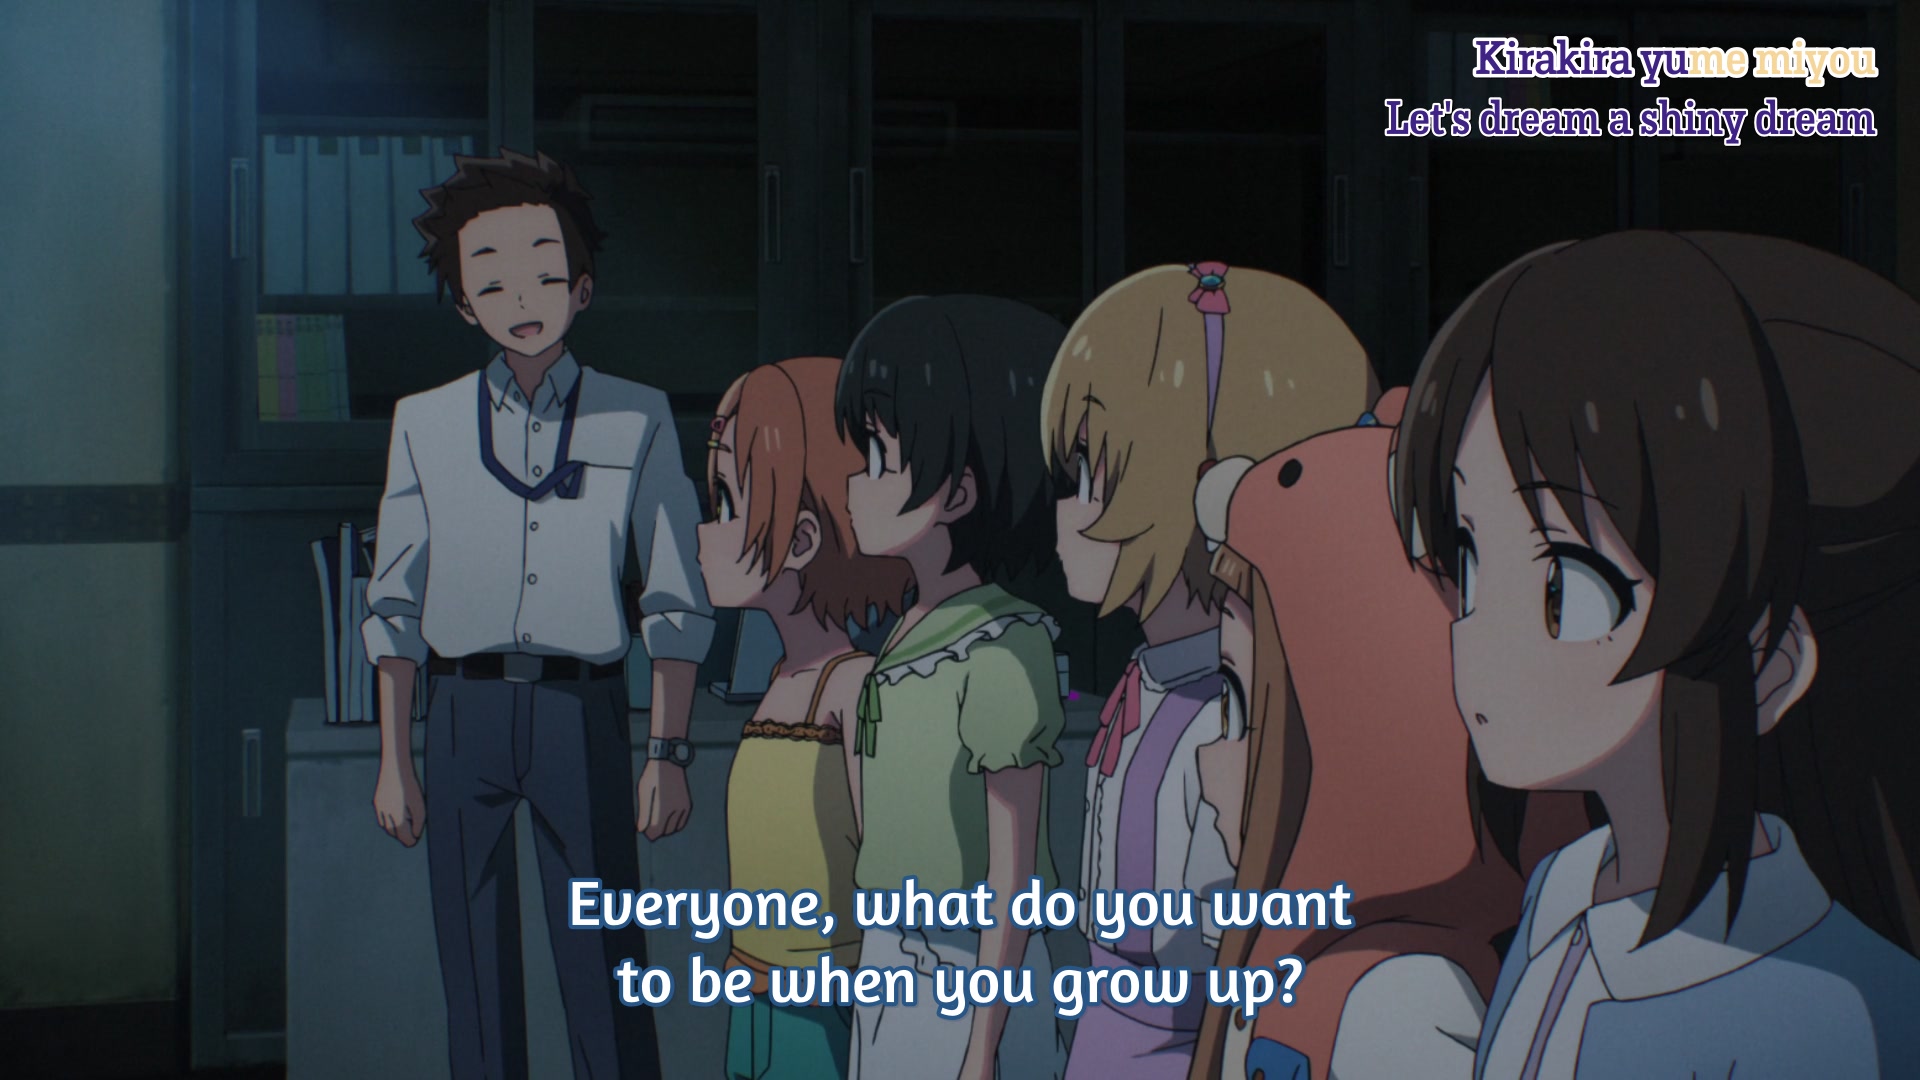 Kirakira yume miyou
Let's dream a shiny dream
Everyone, what do you want
to be when you grow up?